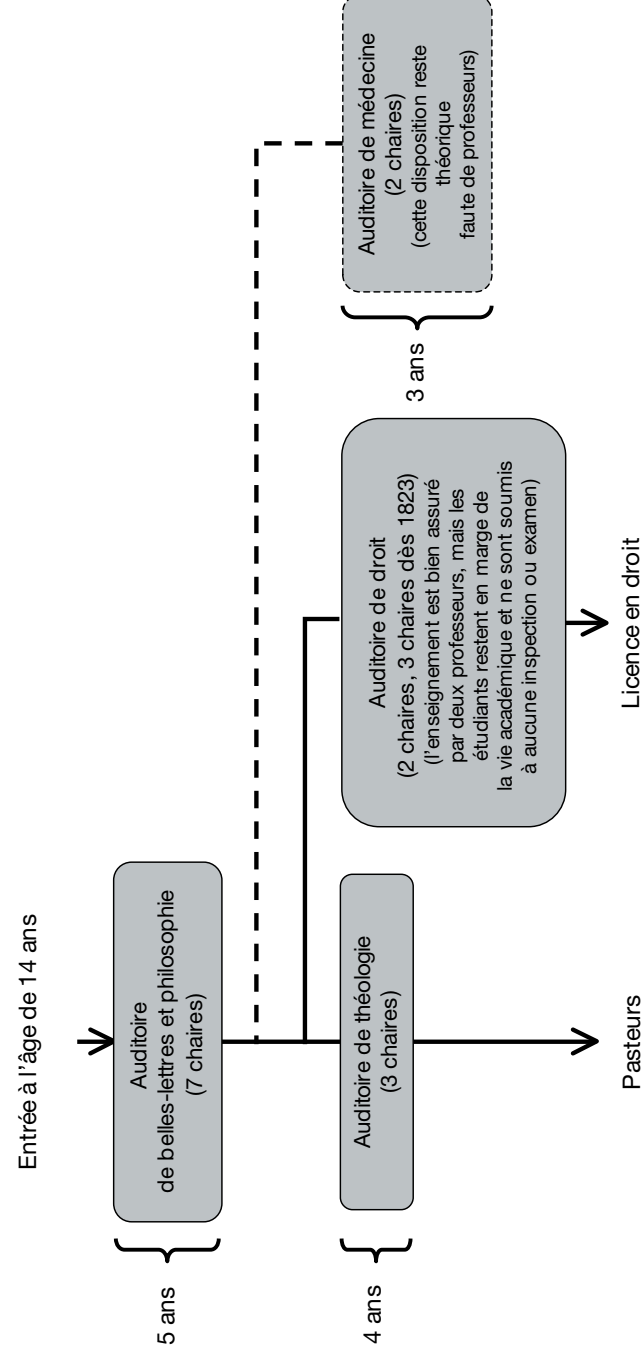 Entrée à l'âge de 14 ans
5 ans
Auditoire
de belles-lettres et philosophie
(7 chaires)
4 ans
Auditoire de théologie
(3 chaires)
Auditoire de droit
(2 chaires, 3 chaires dès 1823)
(l'enseignement est bien assuré
par deux professeurs, mais les
étudiants restent en marge de
la vie académique et ne sont soumis
à aucune inspection ou examen)
3 ans
Auditoire de médecine
(2 chaires)
(cette disposition reste
théorique
faute de professeurs)
Pasteurs
Licence en droit